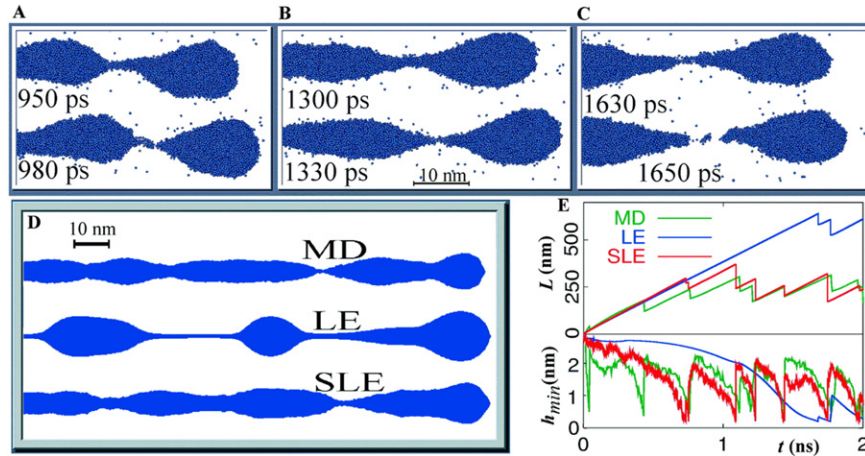 A
B
C
950 ps
980 ps
1300 ps
1330 ps
10 nm
1630 ps
1650 ps
D
10 nm
MD
LE
SLE
E
MD
LE
SLE
L (nm)
500
250
0
h_min(nm)
2
1
0
0
1
2
t (ns)